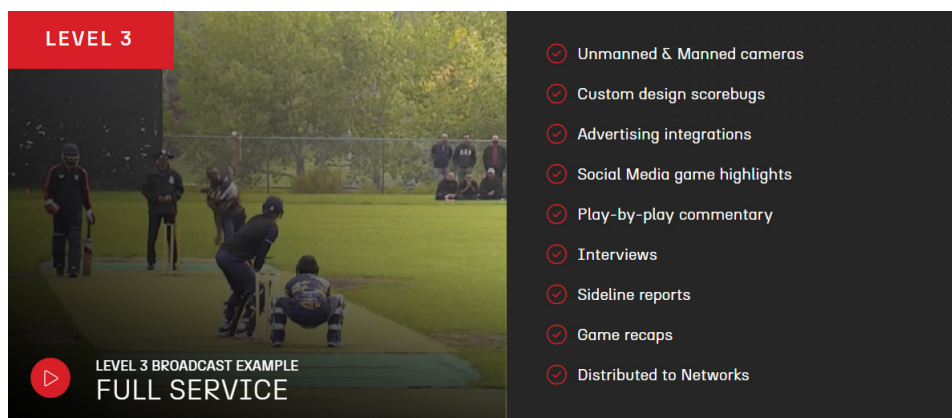 LEVEL 3
LEVEL 3 BROADCAST EXAMPLE
FULL SERVICE
Unmanned & Manned cameras
Custom design scorebugs
Advertising integrations
Social Media game highlights
Play-by-play commentary
Interviews
Sideline reports
Game recaps
Distributed to Networks